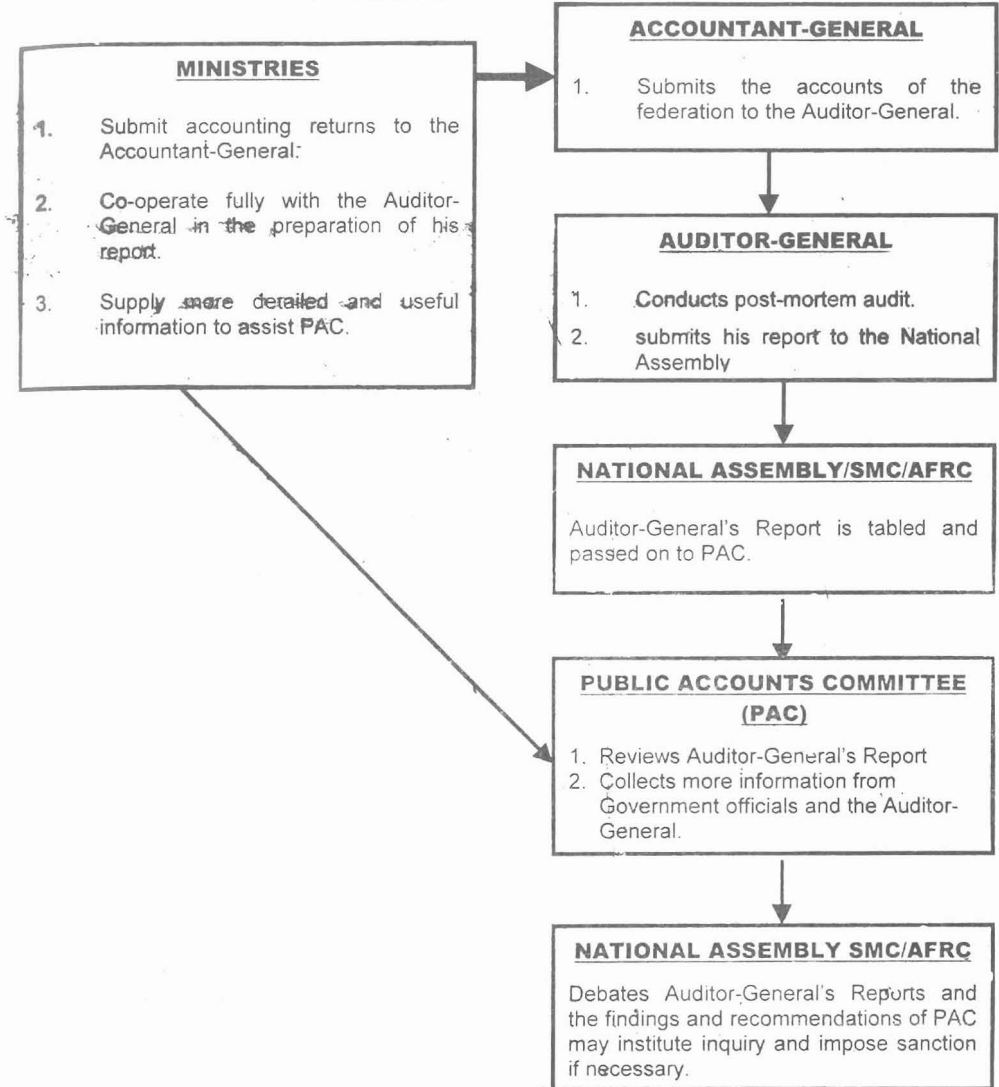 MINISTRIES
1. Submit accounting returns to the
Accountant-General.
2. Co-operate fully with the Auditor-
General in the preparation of his
report.
3. Supply more detailed and useful
information to assist PAC.
ACCOUNTANT-GENERAL
1. Submits the accounts of the
federation to the Auditor-General.
AUDITOR-GENERAL
1. Conducts post-mortem audit.
2. submits his report to the National
Assembly
NATIONAL ASSEMBLY/SMC/AFRC
Auditor-General's Report is tabled and
passed on to PAC.
PUBLIC ACCOUNTS COMMITTEE
(PAC)
1. Reviews Auditor-General's Report
2. Collects more information from
Government officials and the Auditor-
General.
NATIONAL ASSEMBLY SMC/AFRC
Debates Auditor-General's Reports and
the findings and recommendations of PAC
may institute inquiry and impose sanction
if necessary.